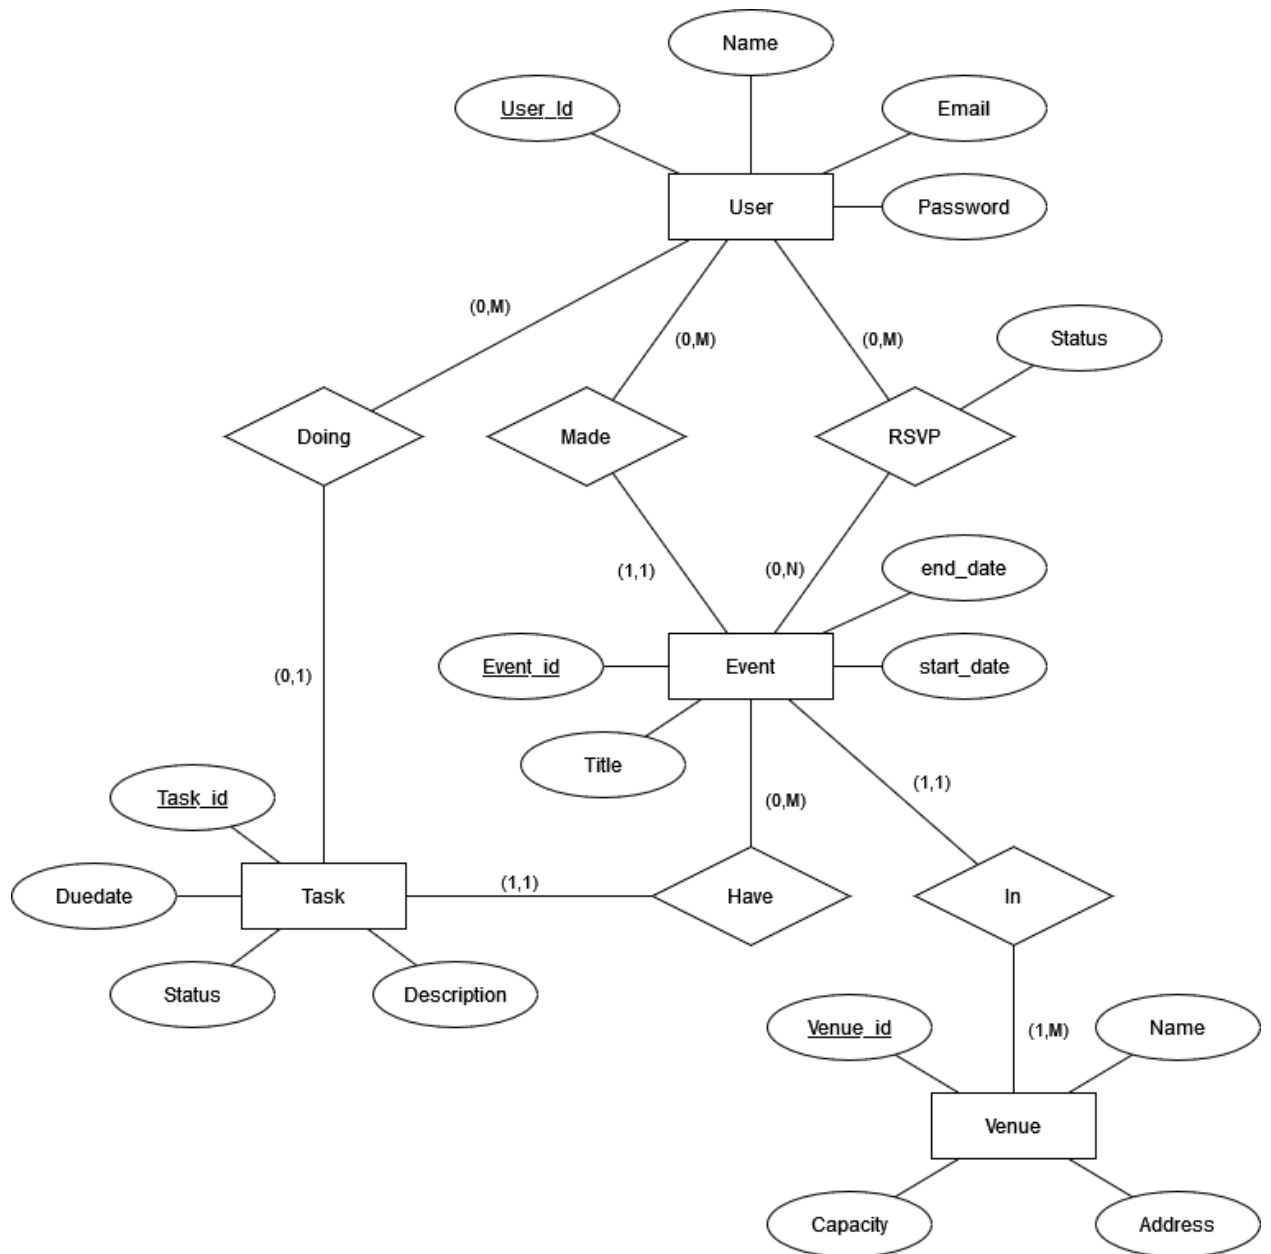 Name
User_Id
Email
User
Password
(0,M)
(0,M)
(0,M)
Status
Doing
Made
RSVP
(1,1)
(0,N)
end_date
(0,1)
Event_id
Event
start_date
Title
(1,1)
Task_id
(0,M)
Duedate
Task
(1,1)
Have
In
Status
Description
Venue_id
(1,M)
Name
Venue
Capacity
Address